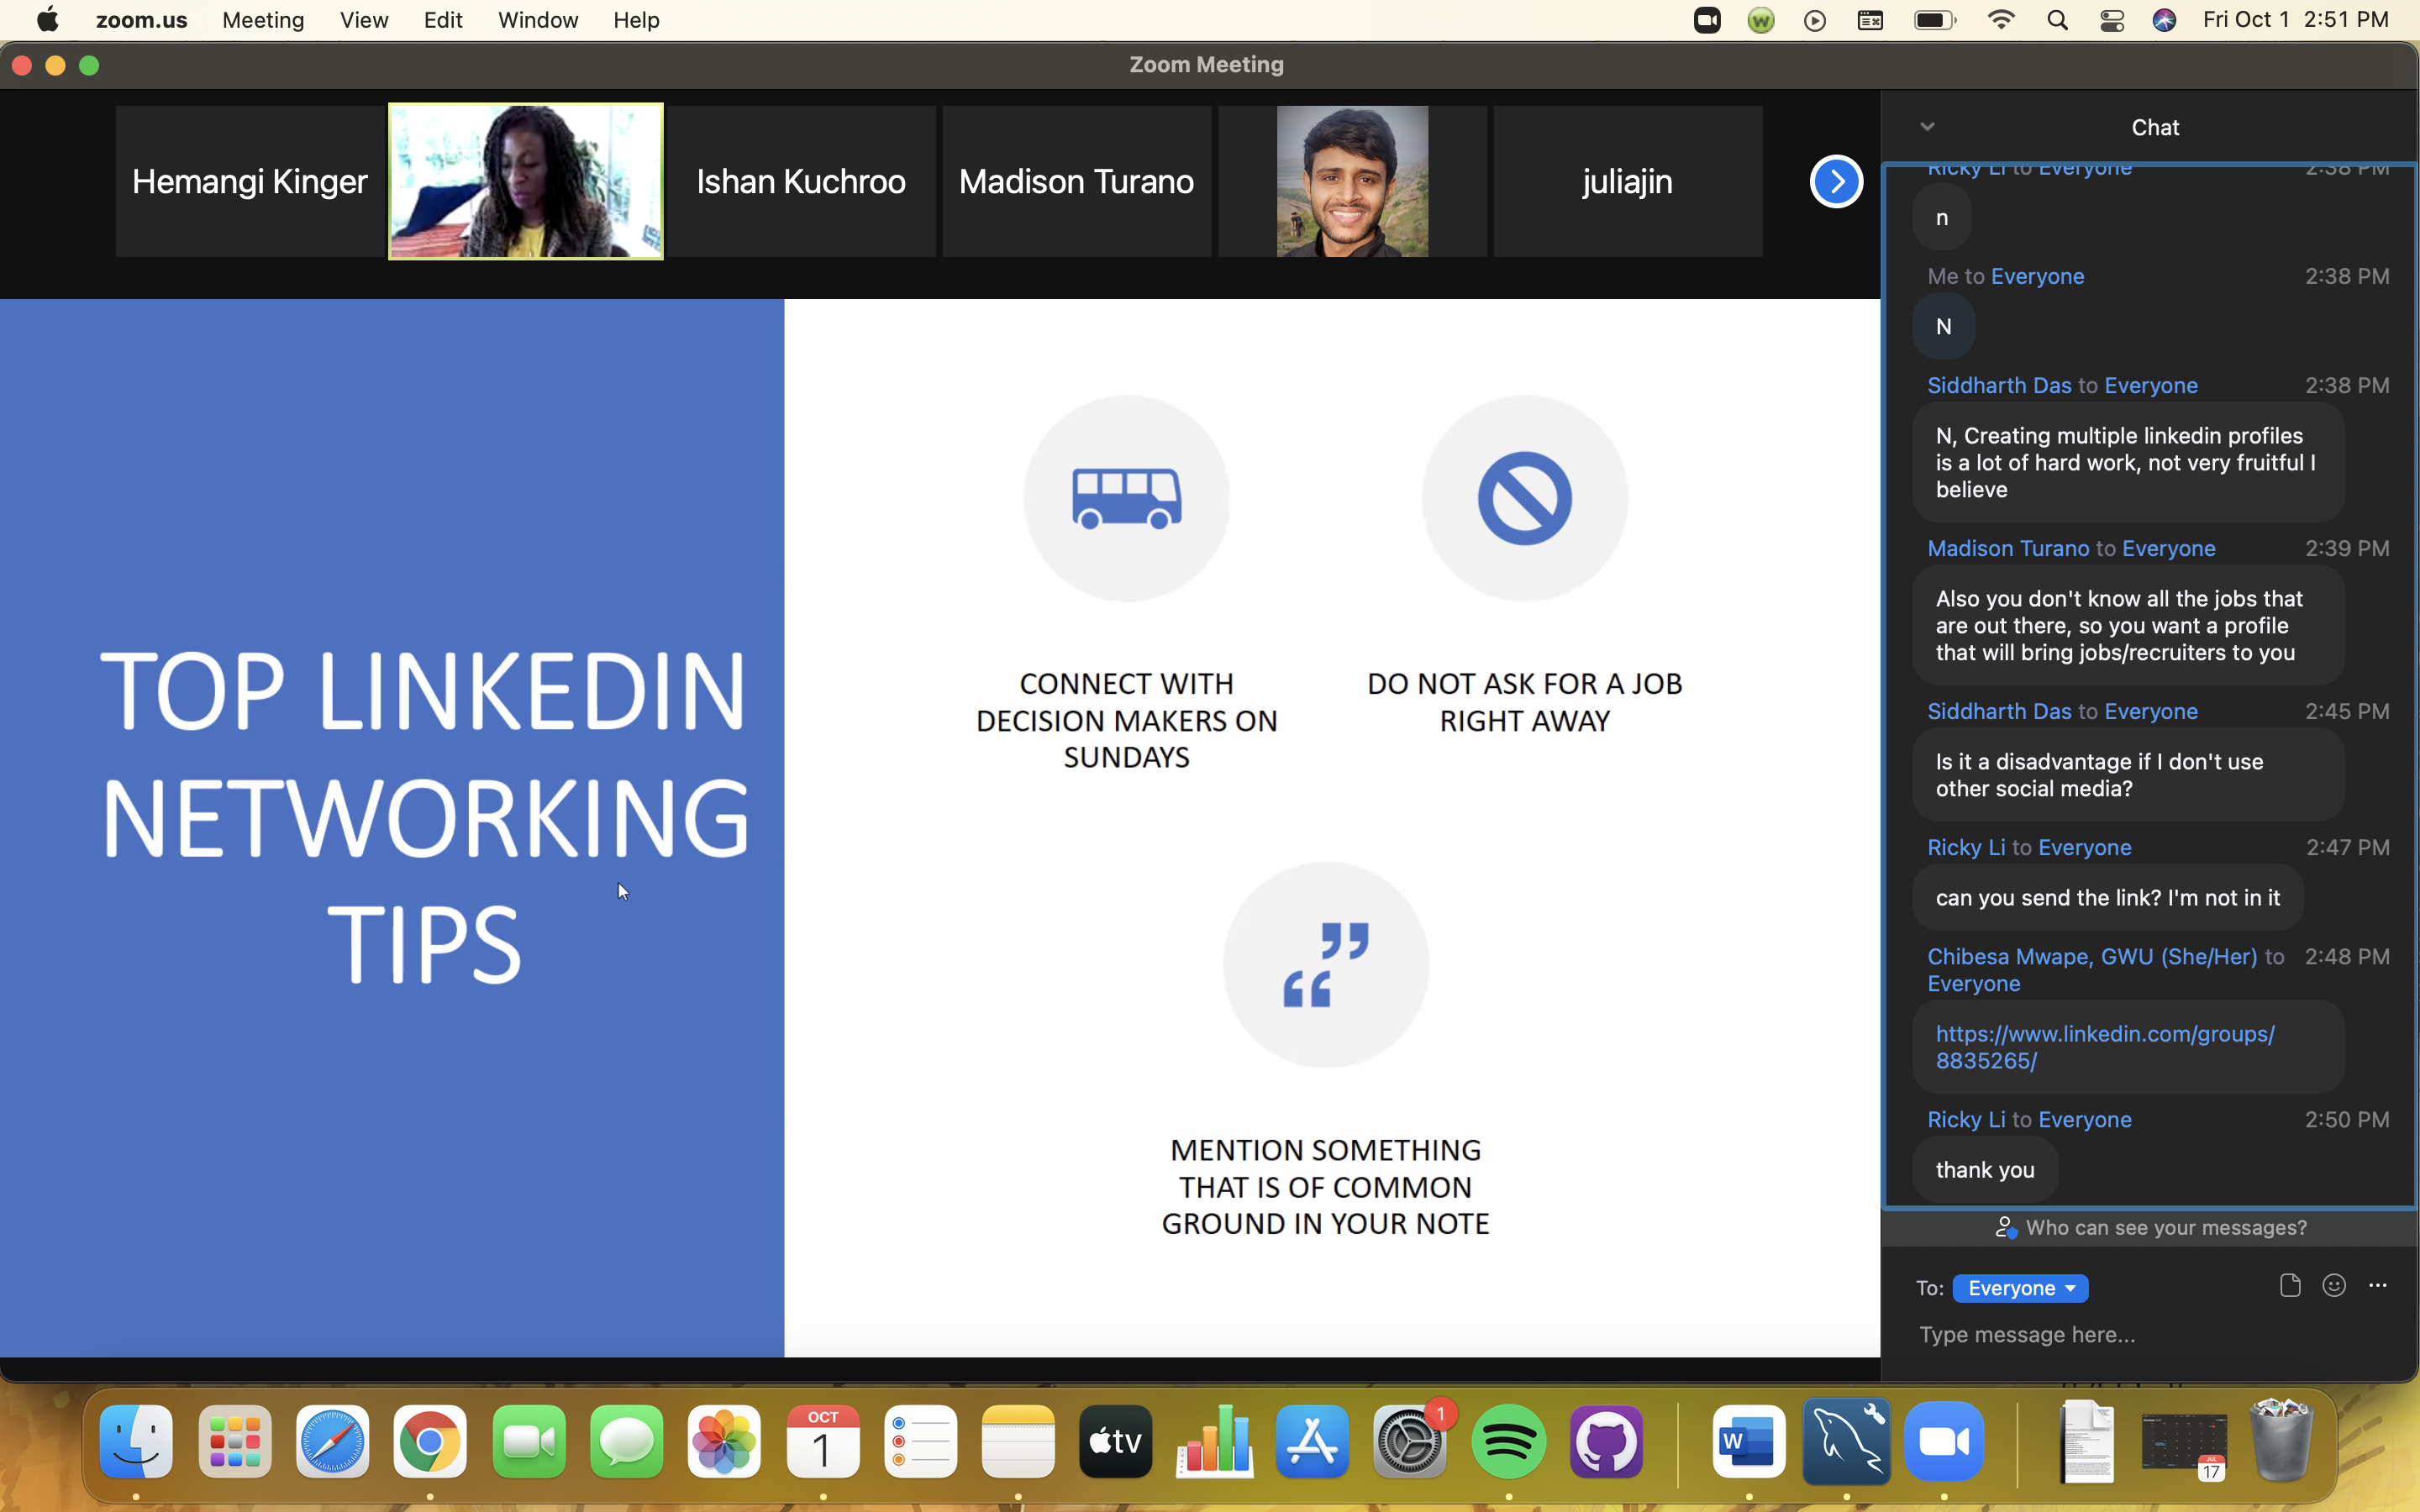 zoom.us Meeting View Edit Window Help
Fri Oct 1 2:51 PM
Zoom Meeting
Hemangi Kinger
Ishan Kuchroo
Madison Turano
juliajin
TOP LINKEDIN
NETWORKING
TIPS
CONNECT WITH
DECISION MAKERS ON
SUNDAYS
DO NOT ASK FOR A JOB
RIGHT AWAY
MENTION SOMETHING
THAT IS OF COMMON
GROUND IN YOUR NOTE
Chat
Ricky Li to Everyone 2:38 PM
n
Me to Everyone 2:38 PM
N
Siddharth Das to Everyone 2:38 PM
N, Creating multiple linkedin profiles
is a lot of hard work, not very fruitful I
believe
Madison Turano to Everyone 2:39 PM
Also you don't know all the jobs that
are out there, so you want a profile
that will bring jobs/recruiters to you
Siddharth Das to Everyone 2:45 PM
Is it a disadvantage if I don't use
other social media?
Ricky Li to Everyone 2:47 PM
can you send the link? I'm not in it
Chibesa Mwape, GWU (She/Her) to 2:48 PM
Everyone
https://www.linkedin.com/groups/
8835265/
Ricky Li to Everyone 2:50 PM
thank you
Who can see your messages?
To: Everyone
Type message here...
OCT
1
tv
1
W
JUL
17